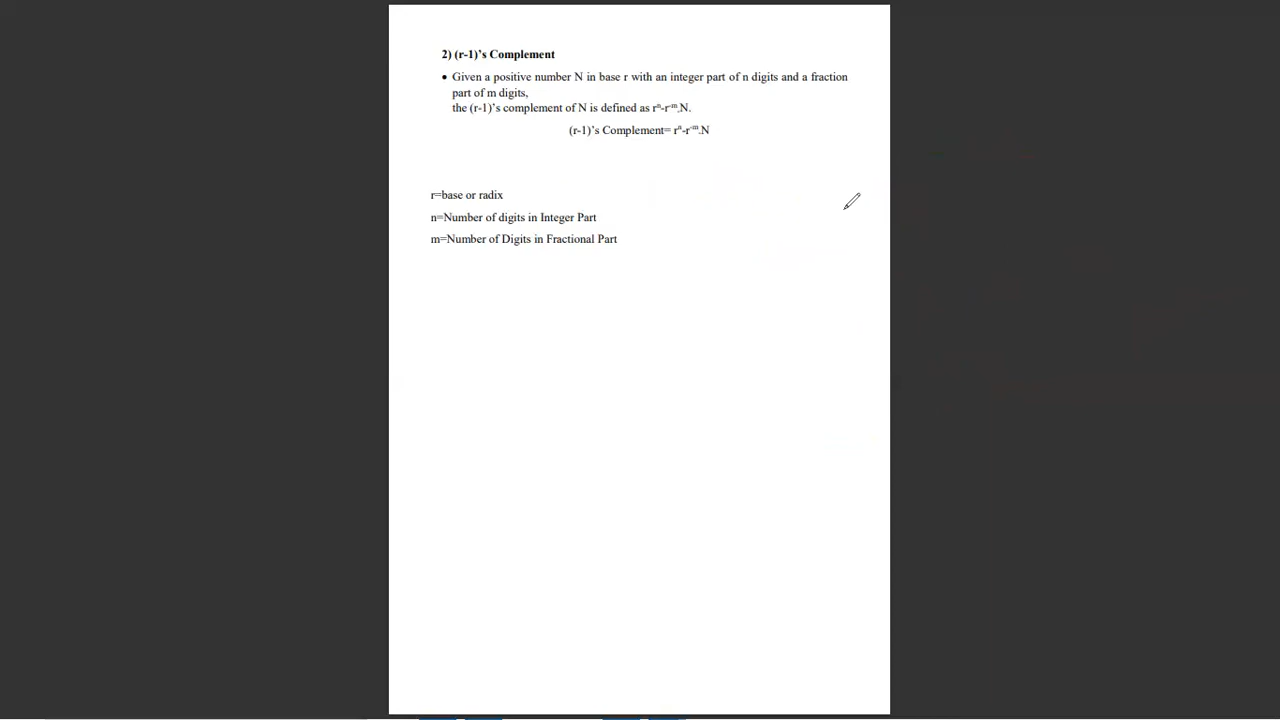 2) (r-1)’s Complement
• Given a positive number N in base r with an integer part of n digits and a fraction
part of m digits,
the (r-1)’s complement of N is defined as rⁿ-r⁻ᵐ.N.
(r-1)’s Complement= rⁿ-r⁻ᵐ.N
r=base or radix
n=Number of digits in Integer Part
m=Number of Digits in Fractional Part